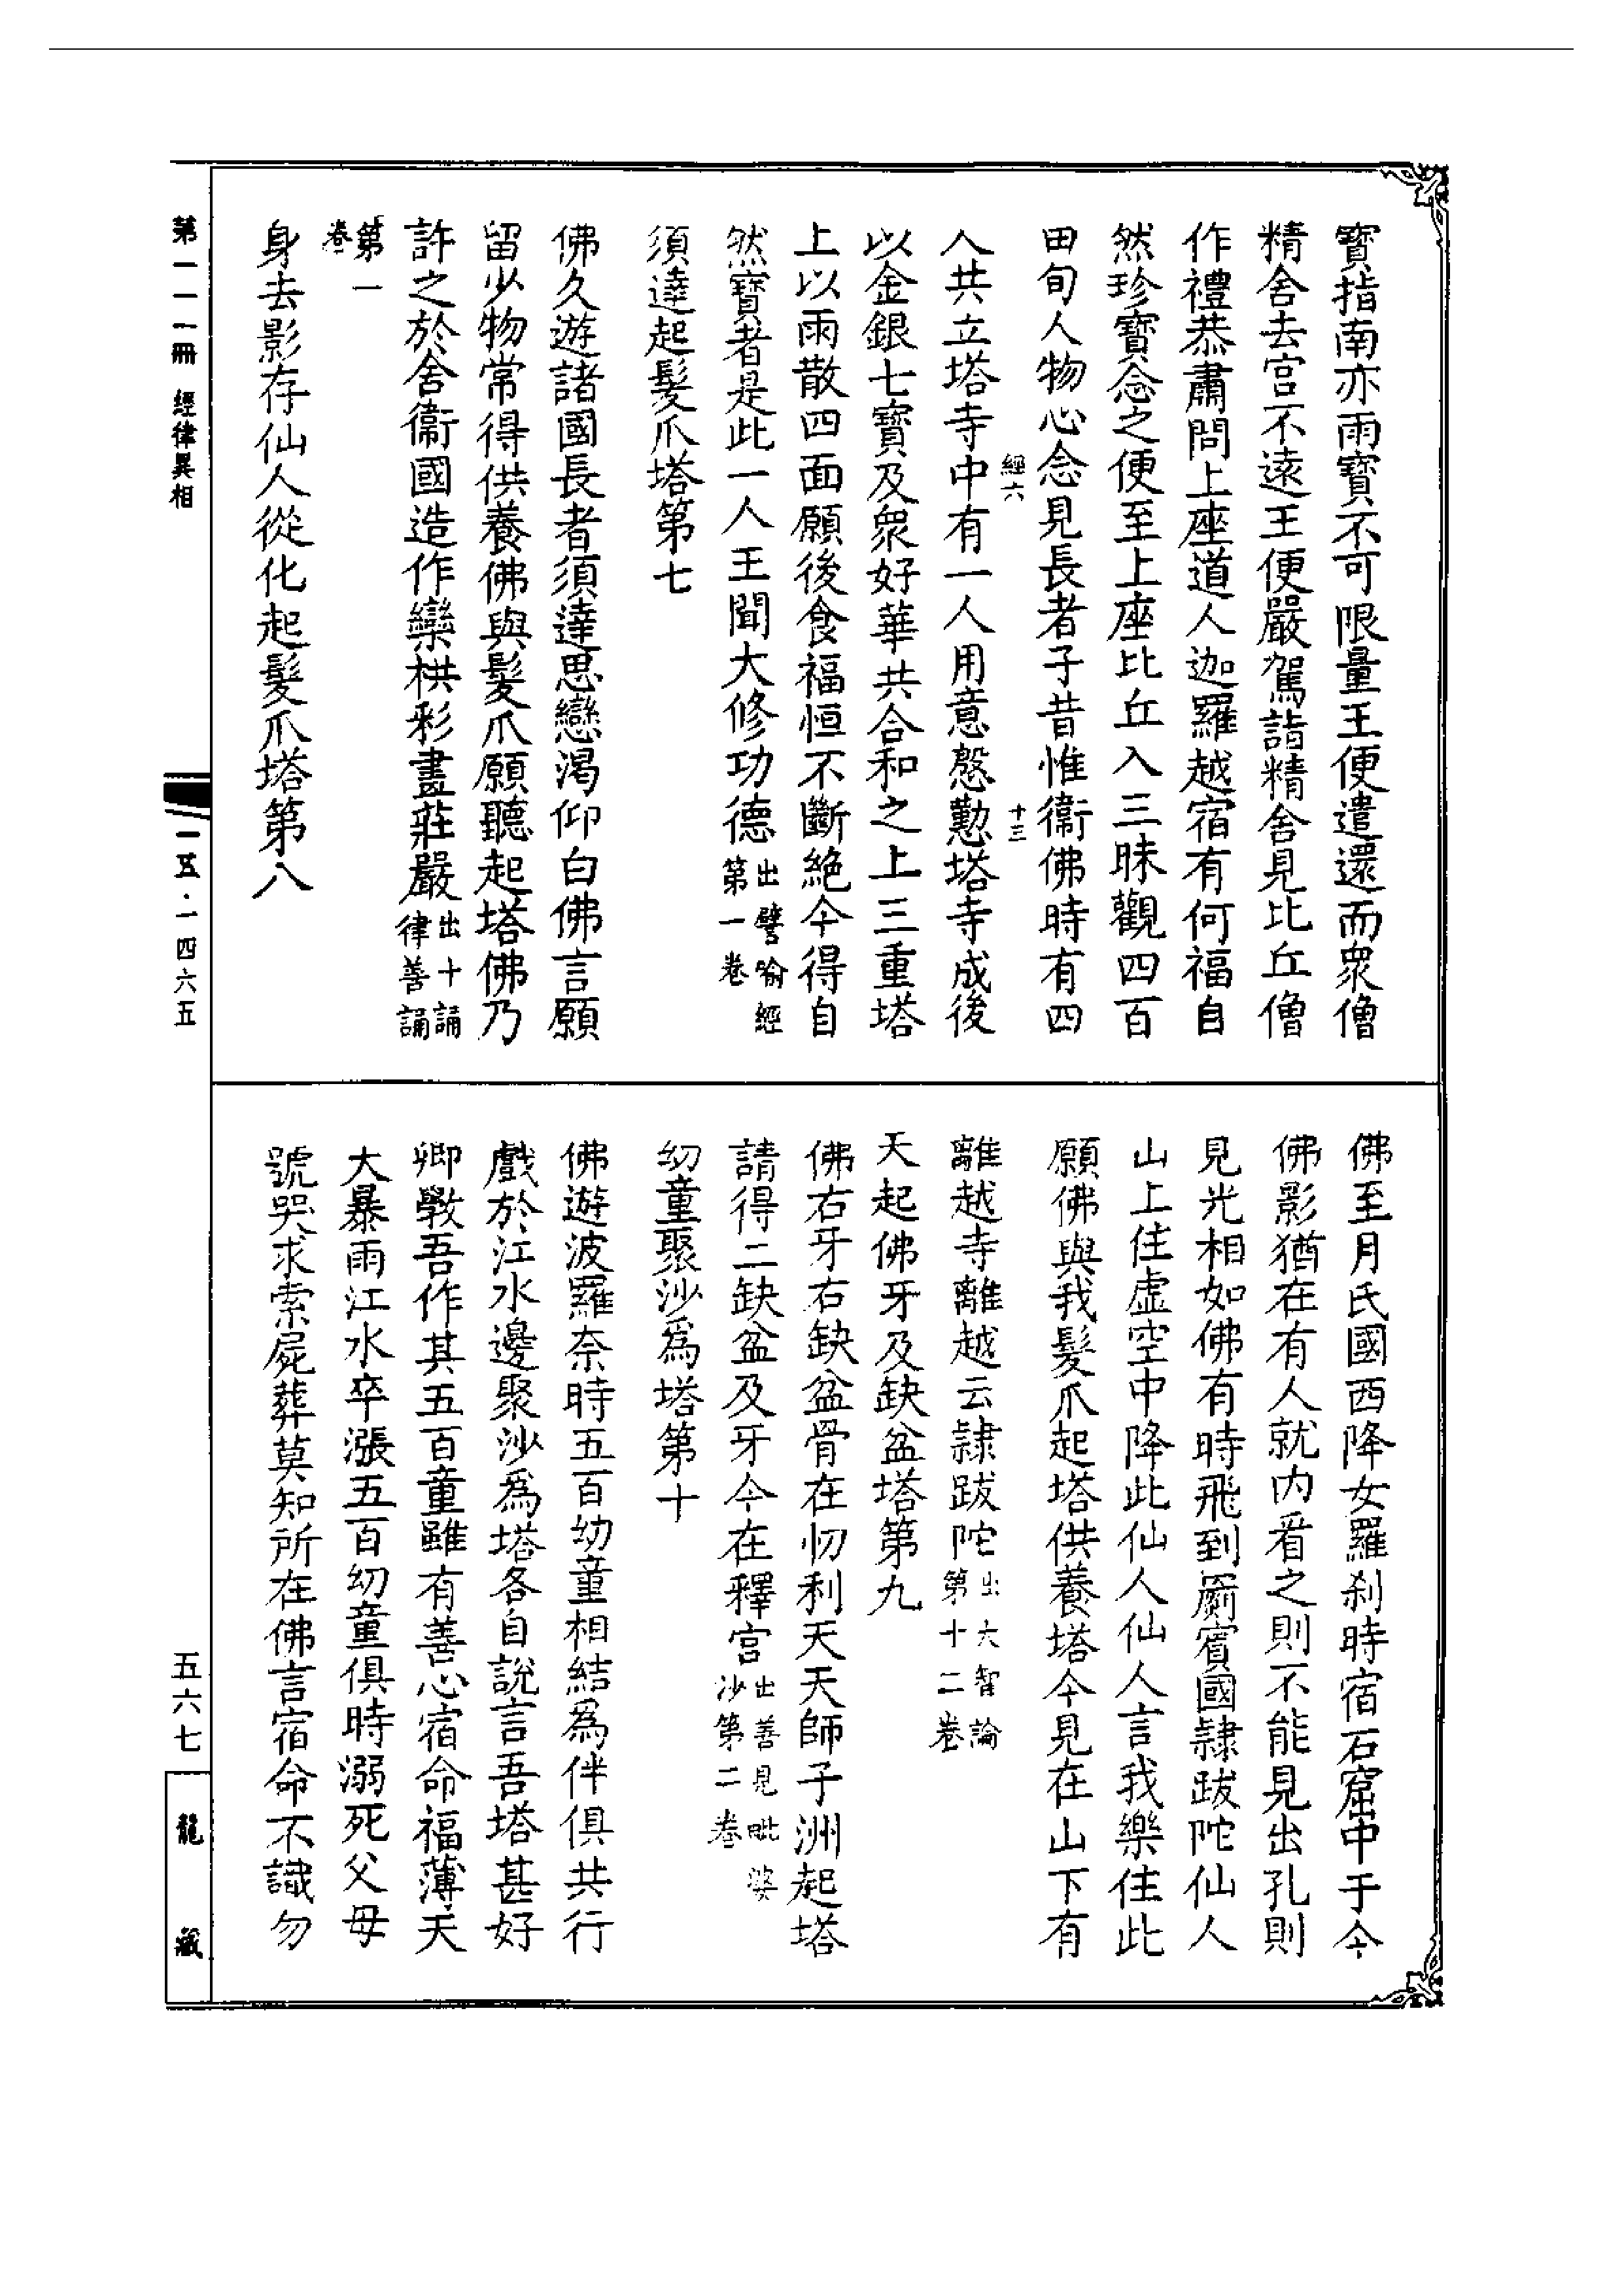 寶指南亦雨寶不可限量王便遣還而眾僧
精舍去宫不遠王便嚴駕詣精舍見比丘僧
作禮恭肅問上座道人迦羅越宿有何福自
然珍寶念之便至上座比丘入三昧觀四百
由旬人物心念見長者子昔惟衛佛時有四
經六 十三
人共立塔寺中有一人用意慇懃塔寺成後
以金銀七寶及眾好華共合和之上三重塔
上以雨散四面願後食福恒不斷絶今得自
然寶者是此一人王聞大修功德出譬喻經
第一卷
須達起髮爪塔第七
佛久遊諸國長者須達思戀渴仰白佛言願
留少物常得供養佛與髮爪願聽起塔佛乃
許之於舍衛國造作欒栱彩畫莊嚴出十誦
律善誦
第一
卷
身去影存仙人從化起髮爪塔第八
佛至月氏國西降女羅刹時宿石窟中于今
佛影猶在有人就内看之則不能見出孔則
見光相如佛有時飛到罽賓國隸跋陀仙人
山上住虛空中降此仙人仙人言我樂住此
願佛與我髮爪起塔供養塔今見在山下有
離越寺離越云隸跋陀出大智論
第十二卷
天起佛牙及缺盆塔第九
佛右牙右缺盆骨在忉利天天師子洲起塔
請得二缺盆及牙今在釋宫出善見毗婆
沙第二卷
幼童聚沙爲塔第十
佛遊波羅奈時五百幼童相結爲伴俱共行
戲於江水邊聚沙爲塔各自說言吾塔甚好
卿斅吾作其五百童雖有善心宿命福薄天
大暴雨江水卒漲五百幼童俱時溺死父母
號哭求索屍葬莫知所在佛言宿命不識勿
第一一一冊 經律異相
一五·一四六五
五六七
龍藏